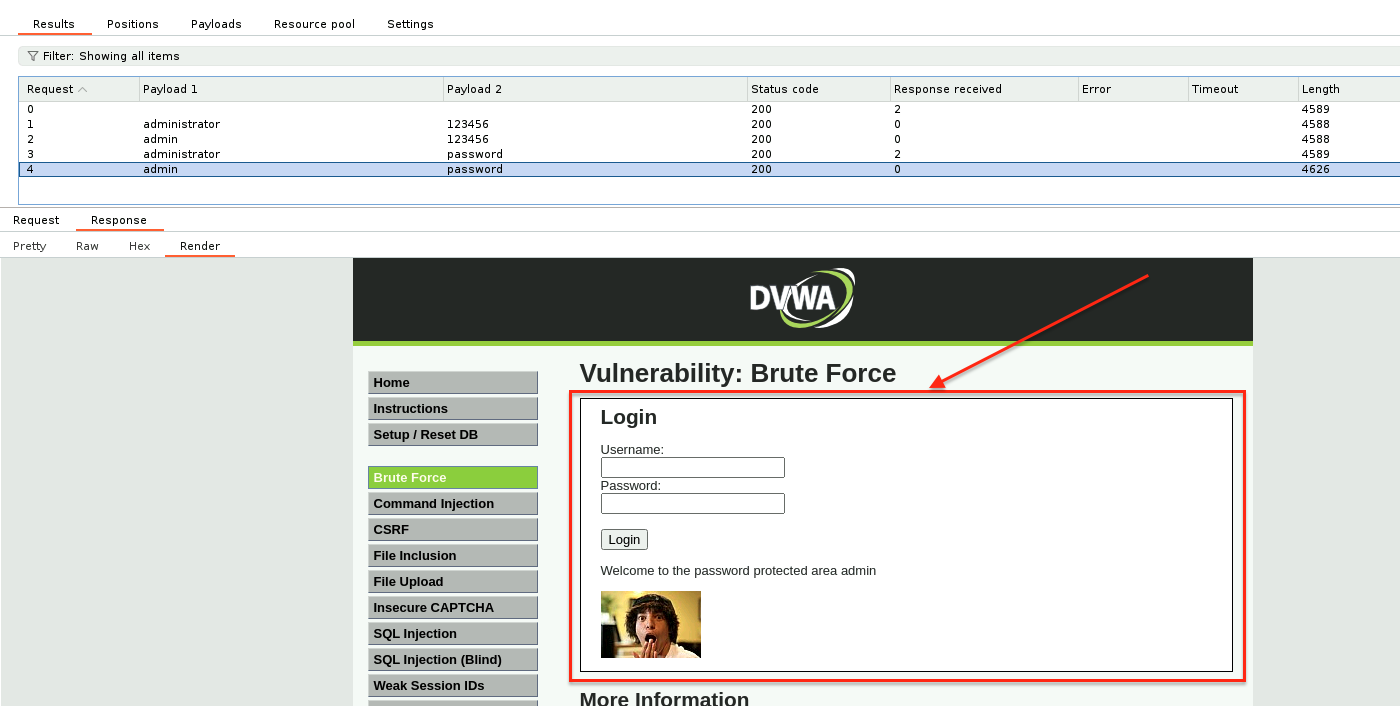 Results Positions Payloads Resource pool Settings
Filter: Showing all items
Request Payload 1 Payload 2 Status code Response received Error Timeout Length
0 200 2 4589
1 administrator 123456 200 0 4588
2 admin 123456 200 0 4588
3 administrator password 200 2 4589
4 admin password 200 0 4626
Request Response
Pretty Raw Hex Render
DVWA
Home
Instructions
Setup / Reset DB
Brute Force
Command Injection
CSRF
File Inclusion
File Upload
Insecure CAPTCHA
SQL Injection
SQL Injection (Blind)
Weak Session IDs
Vulnerability: Brute Force
Login
Username:
Password:
Login
Welcome to the password protected area admin
More Information